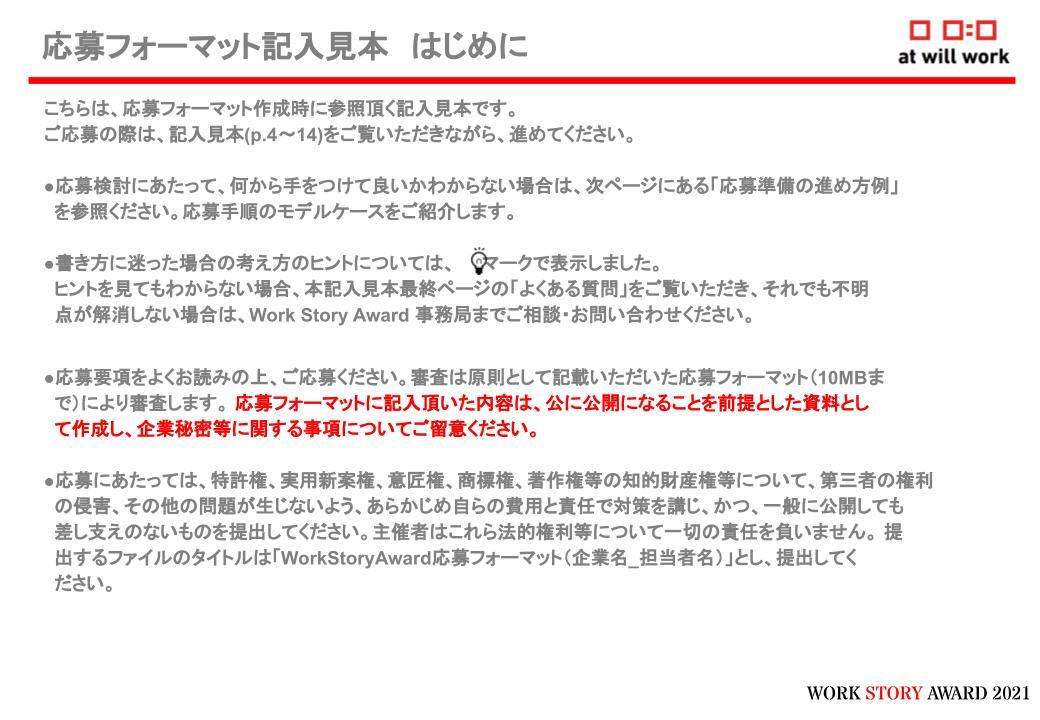 応募フォーマット記入見本　はじめに
at will work
こちらは、応募フォーマット作成時に参照頂く記入見本です。
ご応募の際は、記入見本(p.4〜14)をご覧いただきながら、進めてください。
●応募検討にあたって、何から手をつけて良いかわからない場合は、次ページにある「応募準備の進め方例」
を参照ください。応募手順のモデルケースをご紹介します。
●書き方に迷った場合の考え方のヒントについては、　マークで表示しました。
ヒントを見てもわからない場合、本記入見本最終ページの「よくある質問」をご覧いただき、それでも不明
点が解消しない場合は、Work Story Award 事務局までご相談・お問い合わせください。
●応募要項をよくお読みの上、ご応募ください。審査は原則として記載いただいた応募フォーマット（10MBま
で）により審査します。応募フォーマットに記入頂いた内容は、公に公開になることを前提とした資料とし
て作成し、企業秘密等に関する事項についてご留意ください。
●応募にあたっては、特許権、実用新案権、意匠権、商標権、著作権等の知的財産権等について、第三者の権利
の侵害、その他の問題が生じないよう、あらかじめ自らの費用と責任で対策を講じ、かつ、一般に公開しても
差し支えのないものを提出してください。主催者はこれら法的権利等について一切の責任を負いません。提
出するファイルのタイトルは「WorkStoryAward応募フォーマット（企業名_担当者名）」とし、提出してく
ださい。
WORK STORY AWARD 2021